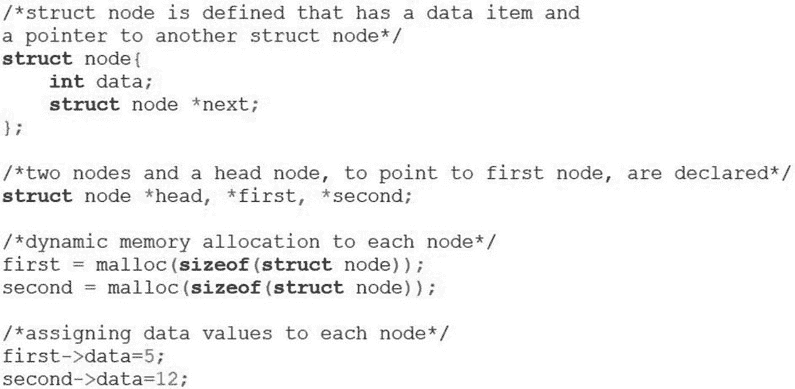 /*struct node is defined that has a data item and
a pointer to another struct node*/
struct node{
    int data;
    struct node *next;
};

/*two nodes and a head node, to point to first node, are declared*/
struct node *head, *first, *second;

/*dynamic memory allocation to each node*/
first = malloc(sizeof(struct node));
second = malloc(sizeof(struct node));

/*assigning data values to each node*/
first->data=5;
second->data=12;